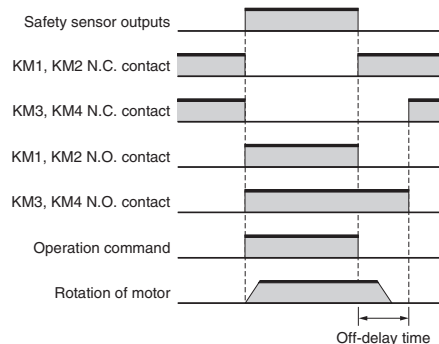 Safety sensor outputs
KM1, KM2 N.C. contact
KM3, KM4 N.C. contact
KM1, KM2 N.O. contact
KM3, KM4 N.O. contact
Operation command
Rotation of motor
Off-delay time